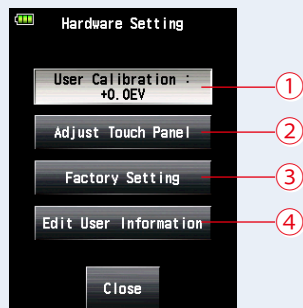 Hardware Setting
User Calibration :
+0.0EV
①
Adjust Touch Panel
②
Factory Setting
③
Edit User Information
④
Close